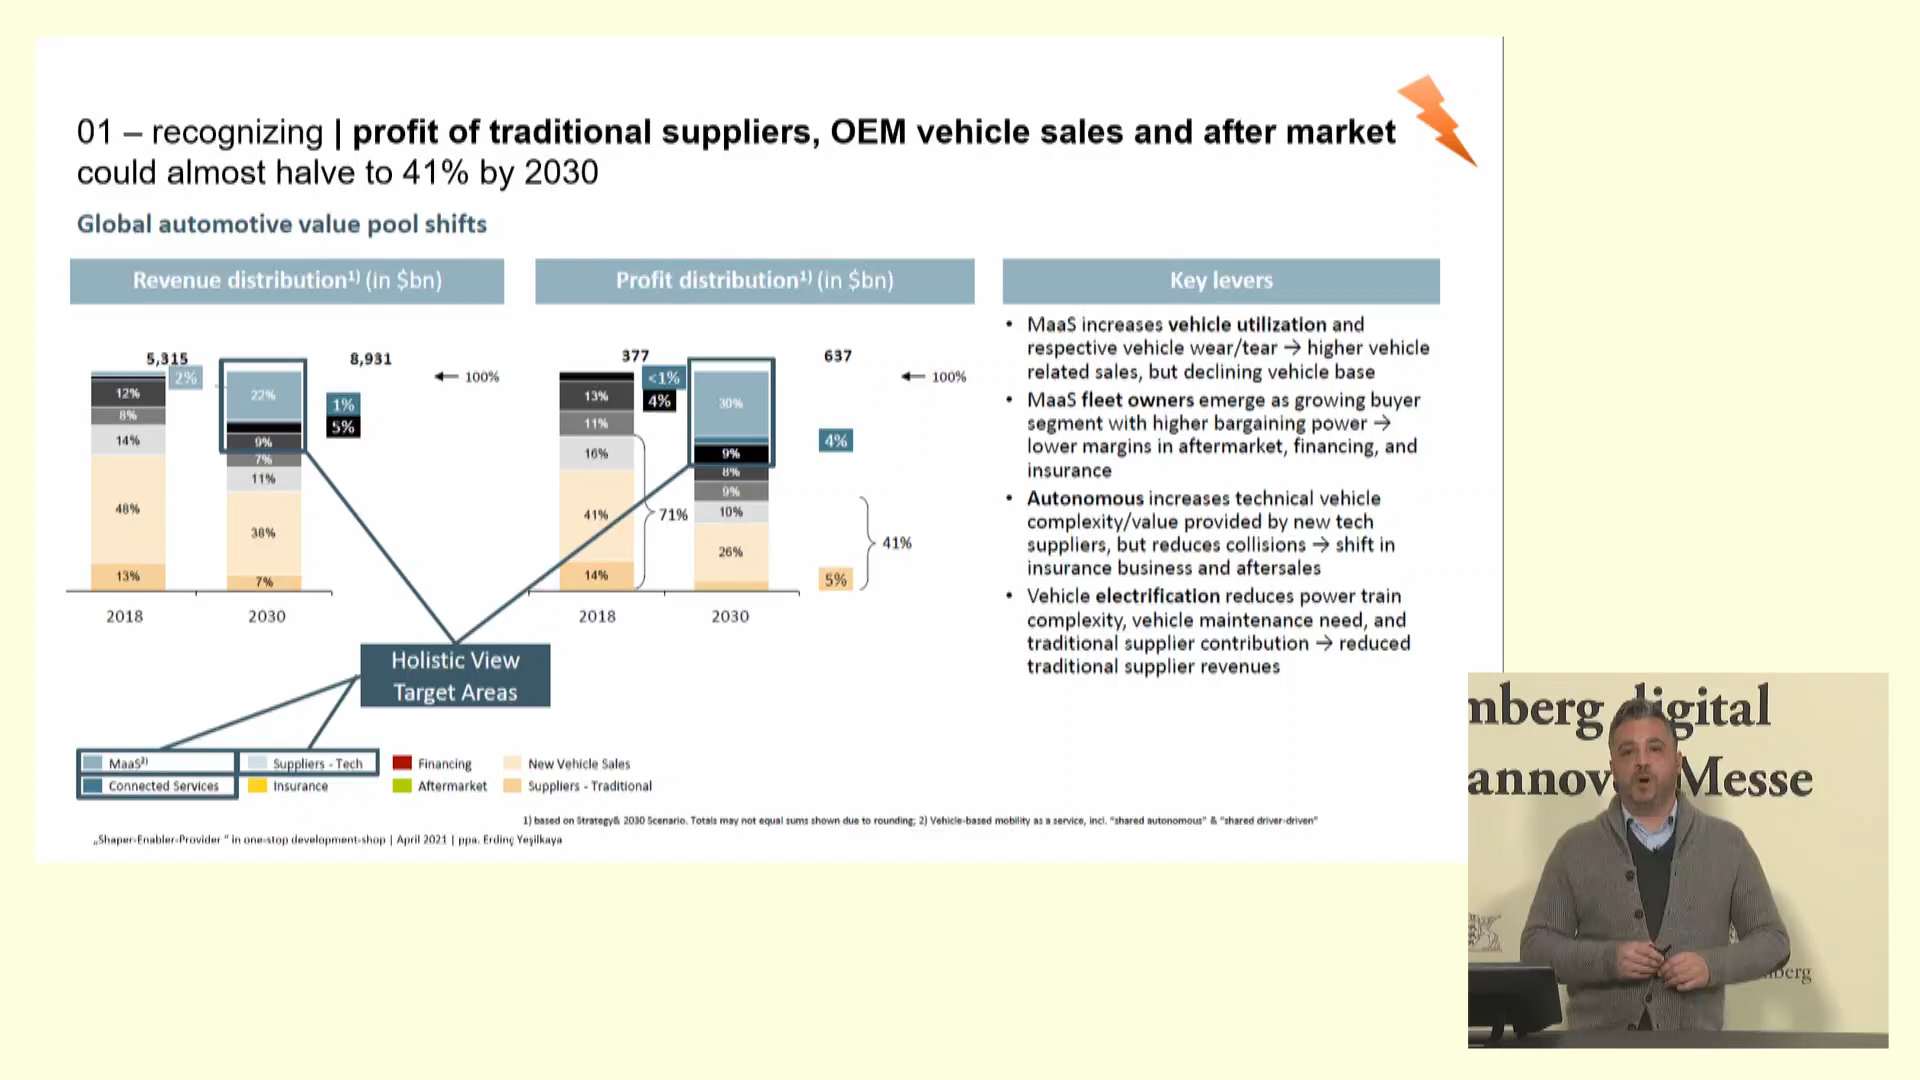 01 – recognizing | profit of traditional suppliers, OEM vehicle sales and after market
could almost halve to 41% by 2030
Global automotive value pool shifts
Revenue distribution¹⁾ (in $bn)
5,315
8,931
100%
2%
12%
8%
14%
48%
13%
22%
1%
5%
9%
7%
11%
38%
7%
2018
2030
Profit distribution¹⁾ (in $bn)
377
637
100%
<1%
4%
13%
11%
16%
41%
14%
71%
30%
4%
9%
8%
9%
10%
26%
5%
41%
2018
2030
Key levers
• MaaS increases vehicle utilization and
respective vehicle wear/tear → higher vehicle
related sales, but declining vehicle base
• MaaS fleet owners emerge as growing buyer
segment with higher bargaining power →
lower margins in aftermarket, financing, and
insurance
• Autonomous increases technical vehicle
complexity/value provided by new tech
suppliers, but reduces collisions → shift in
insurance business and aftersales
• Vehicle electrification reduces power train
complexity, vehicle maintenance need, and
traditional supplier contribution → reduced
traditional supplier revenues
Holistic View
Target Areas
MaaS²⁾
Suppliers - Tech
Financing
New Vehicle Sales
Connected Services
Insurance
Aftermarket
Suppliers - Traditional
1) based on Strategy& 2030 Scenario. Totals may not equal sums shown due to rounding; 2) Vehicle-based mobility as a service, incl. "shared autonomous" & "shared driver-driven"
„Shaper-Enabler-Provider " in one-stop development-shop | April 2021 | ppa. Erdinç Yeşilkaya
mberg digital
annov Messe
berg